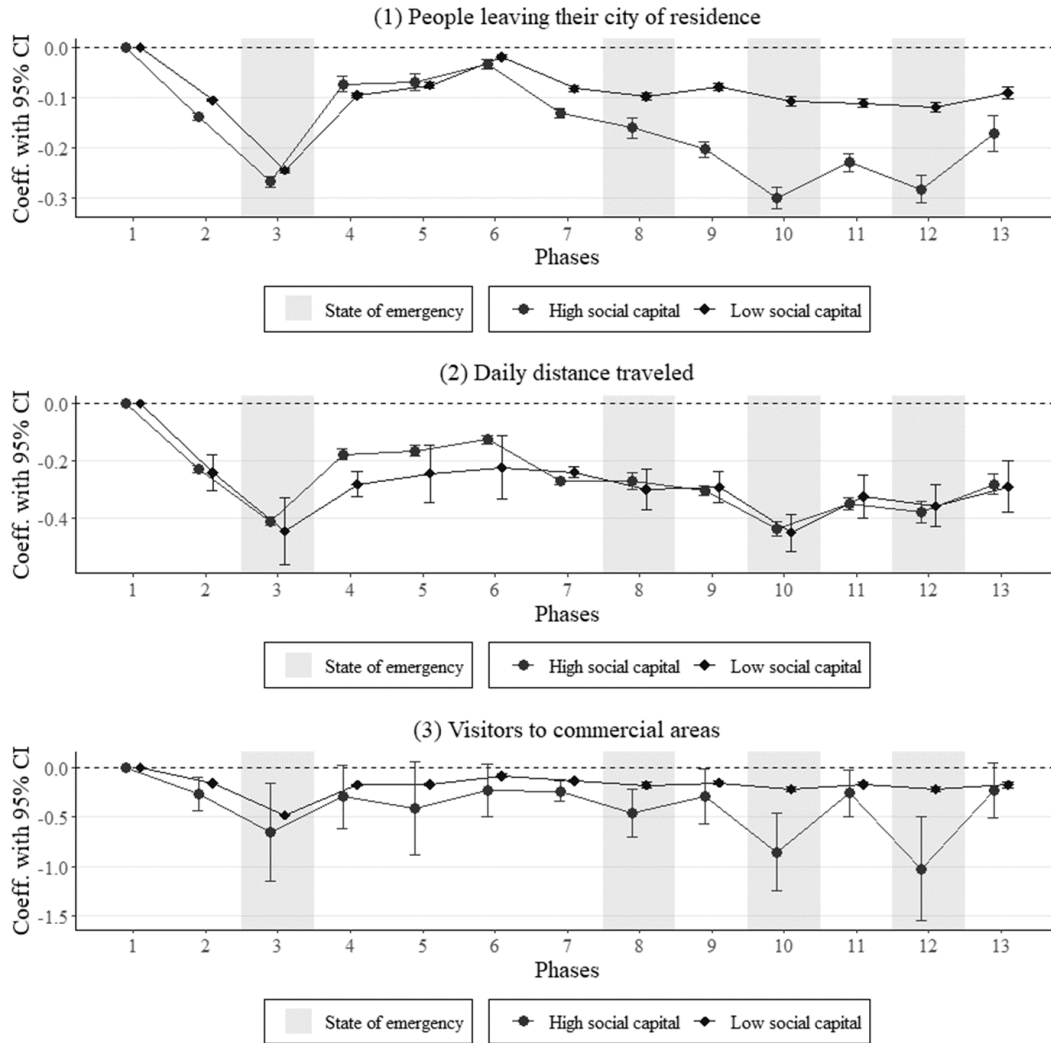 (1) People leaving their city of residence
Coeff. with 95% CI
0.0
-0.1
-0.2
-0.3
1 2 3 4 5 6 7 8 9 10 11 12 13
Phases
State of emergency High social capital Low social capital
(2) Daily distance traveled
Coeff. with 95% CI
0.0
-0.2
-0.4
1 2 3 4 5 6 7 8 9 10 11 12 13
Phases
State of emergency High social capital Low social capital
(3) Visitors to commercial areas
Coeff. with 95% CI
0.0
-0.5
-1.0
-1.5
1 2 3 4 5 6 7 8 9 10 11 12 13
Phases
State of emergency High social capital Low social capital